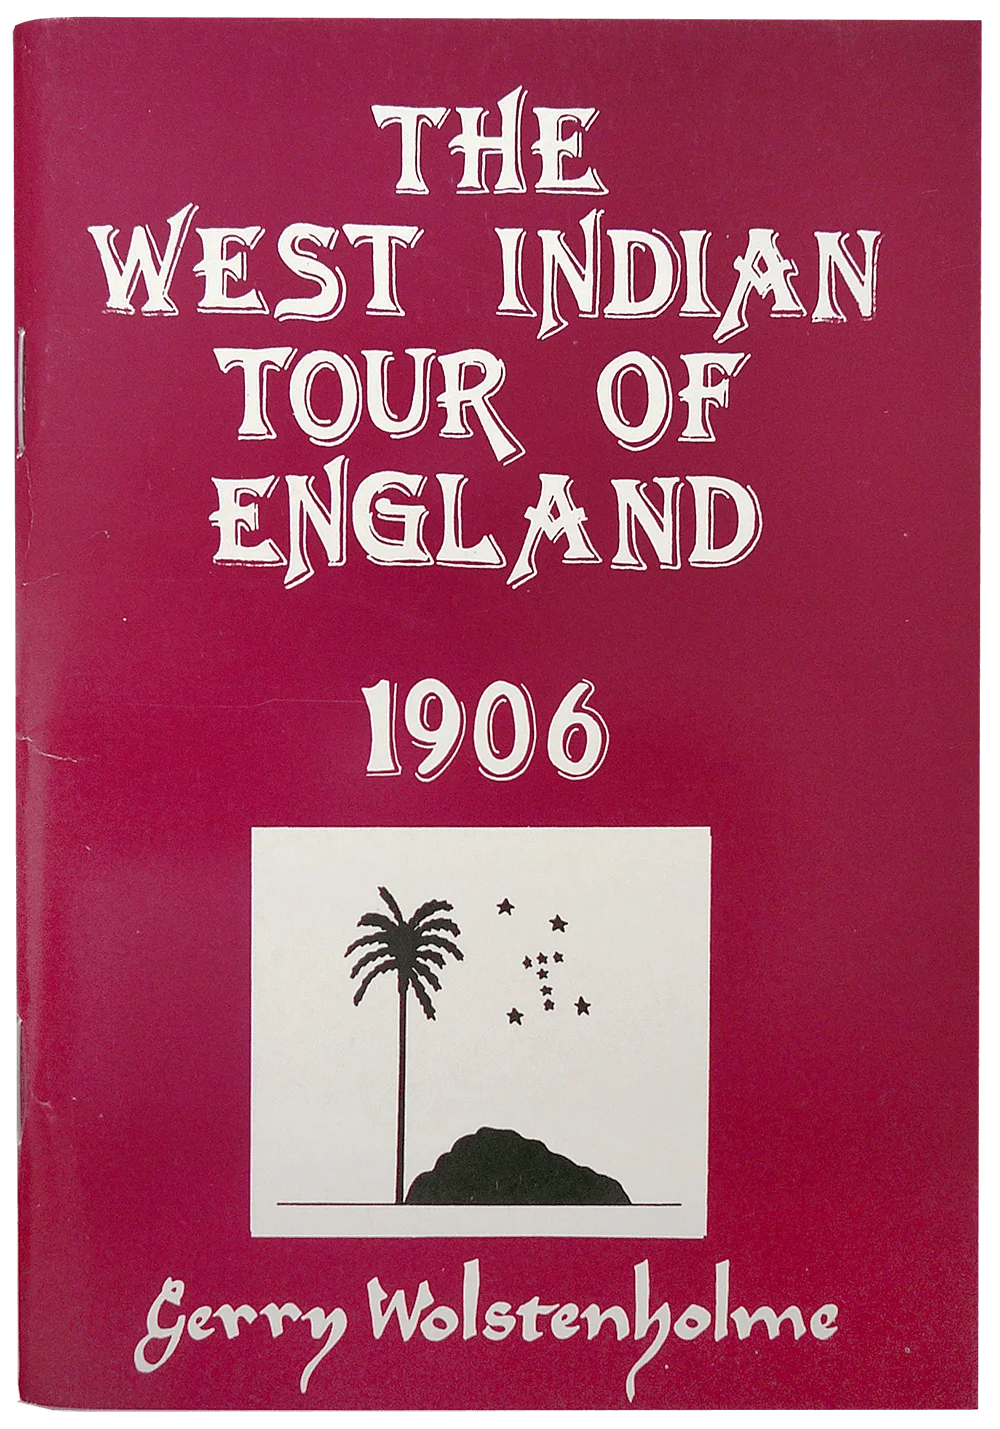 THE
WEST INDIAN
TOUR OF
ENGLAND
1906
Gerry Wolstenholme